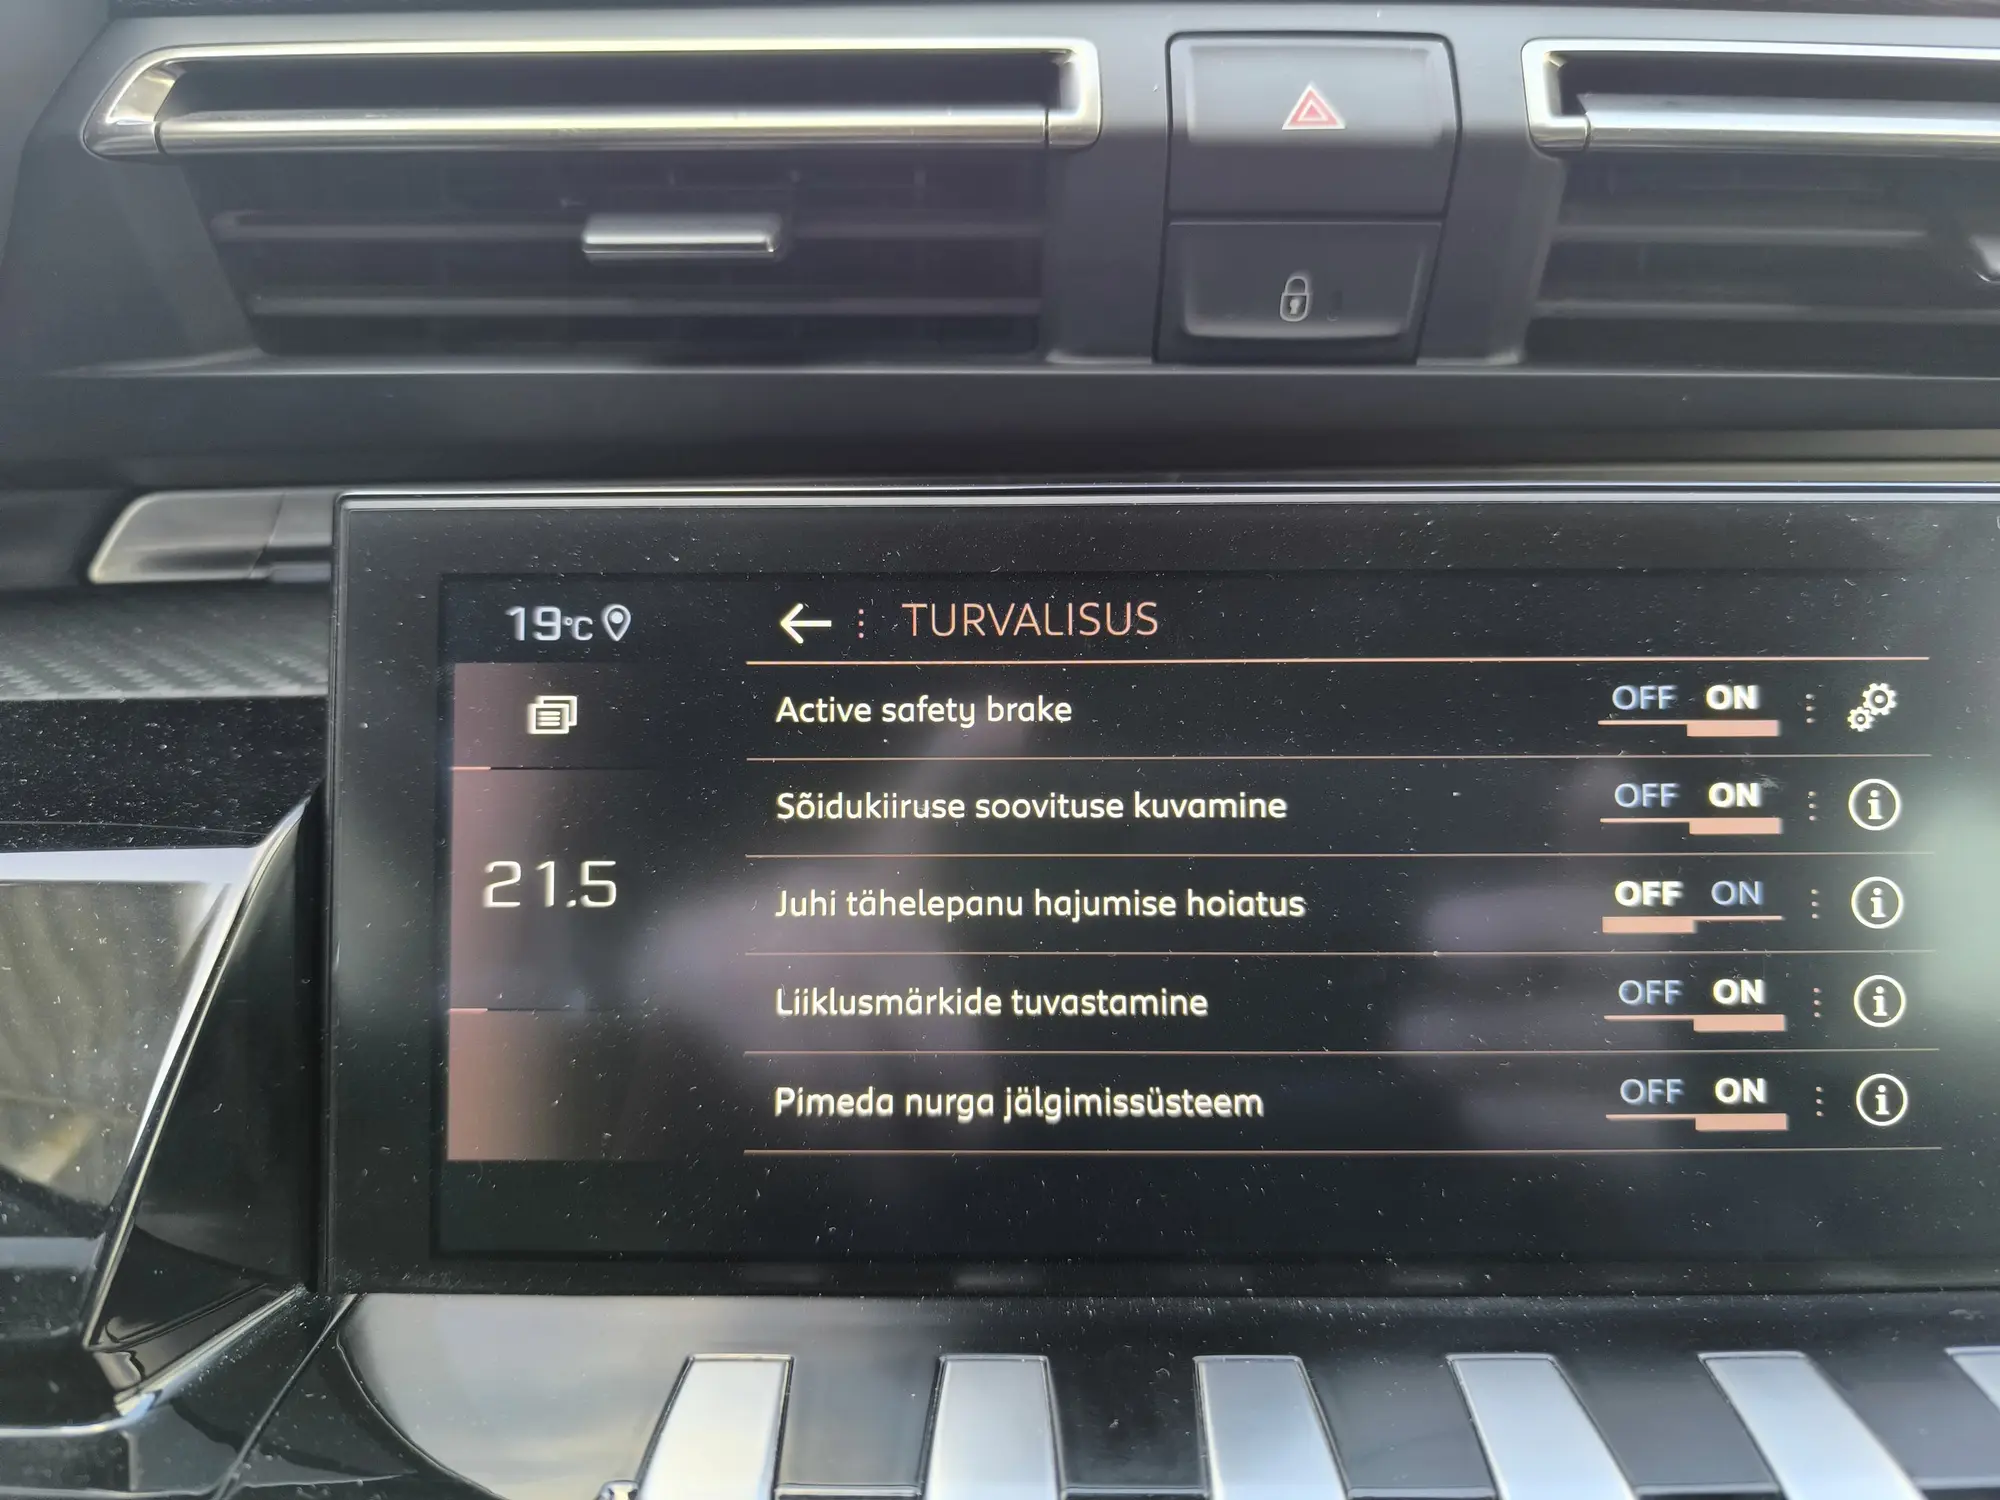 19°C
TURVALISUS
Active safety brake OFF ON
Sõidukiiruse soovituse kuvamine OFF ON
21.5
Juhi tähelepanu hajumise hoiatus OFF ON
Liiklusmärkide tuvastamine OFF ON
Pimeda nurga jälgimissüsteem OFF ON